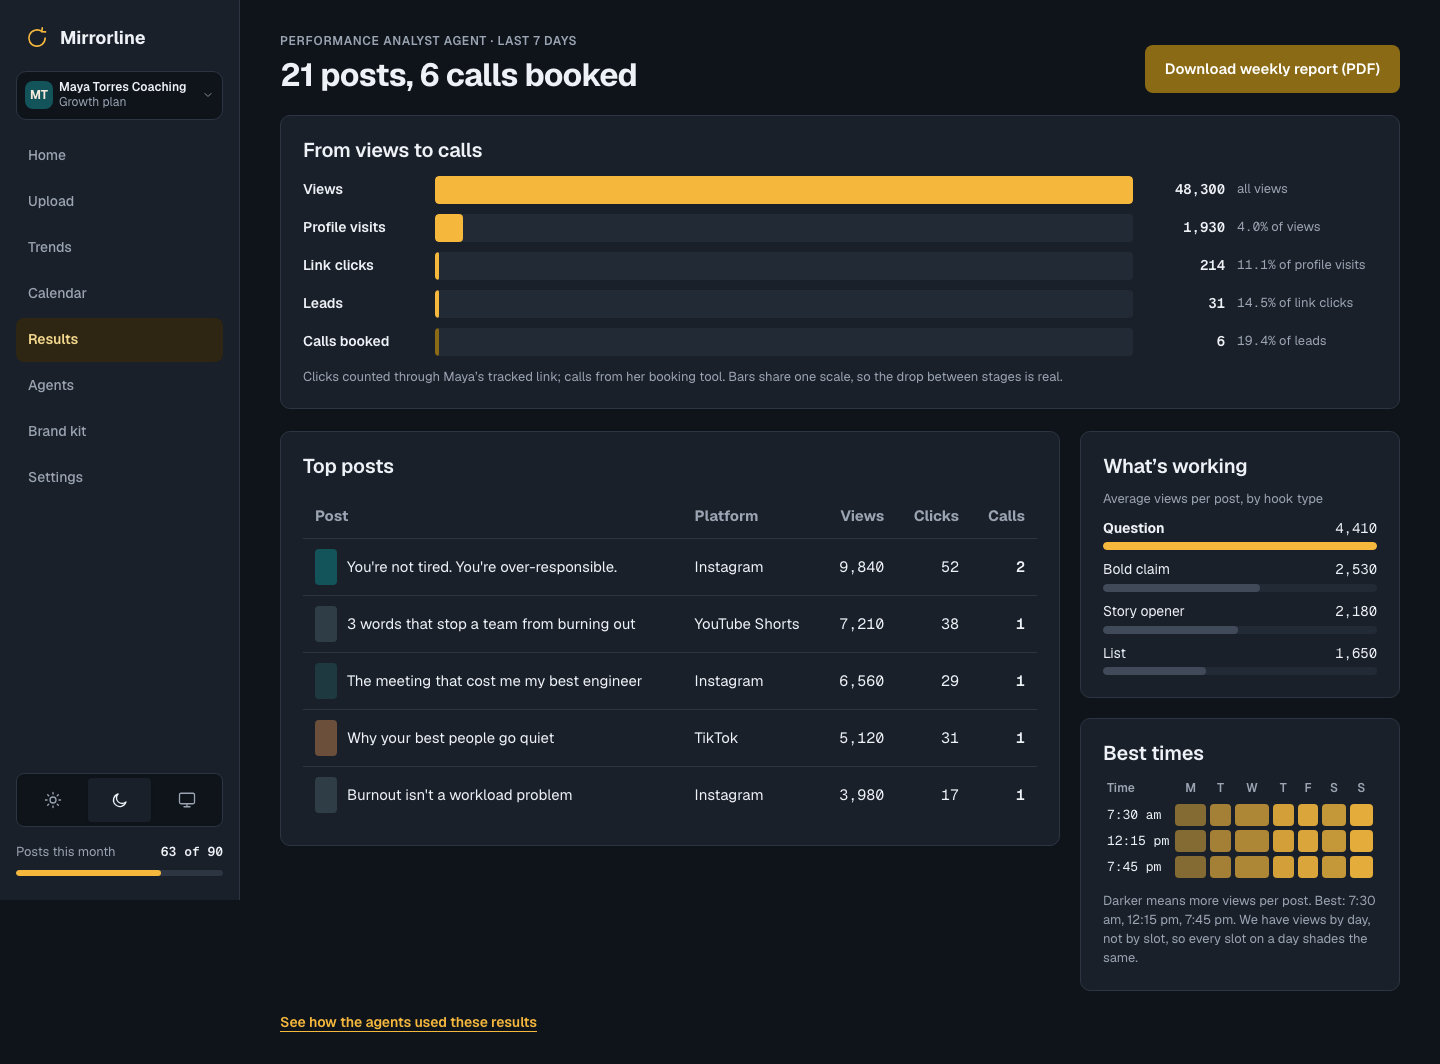 Mirrorline
MT
Maya Torres Coaching
Growth plan
Home
Upload
Trends
Calendar
Results
Agents
Brand kit
Settings
Posts this month 63 of 90
PERFORMANCE ANALYST AGENT · LAST 7 DAYS
21 posts, 6 calls booked
Download weekly report (PDF)
From views to calls
Views 48,300 all views
Profile visits 1,930 4.0% of views
Link clicks 214 11.1% of profile visits
Leads 31 14.5% of link clicks
Calls booked 6 19.4% of leads
Clicks counted through Maya’s tracked link; calls from her booking tool. Bars share one scale, so the drop between stages is real.
Top posts
Post Platform Views Clicks Calls
You're not tired. You're over-responsible. Instagram 9,840 52 2
3 words that stop a team from burning out YouTube Shorts 7,210 38 1
The meeting that cost me my best engineer Instagram 6,560 29 1
Why your best people go quiet TikTok 5,120 31 1
Burnout isn't a workload problem Instagram 3,980 17 1
What’s working
Average views per post, by hook type
Question 4,410
Bold claim 2,530
Story opener 2,180
List 1,650
Best times
Time M T W T F S S
7:30 am
12:15 pm
7:45 pm
Darker means more views per post. Best: 7:30
am, 12:15 pm, 7:45 pm. We have views by day,
not by slot, so every slot on a day shades the
same.
See how the agents used these results